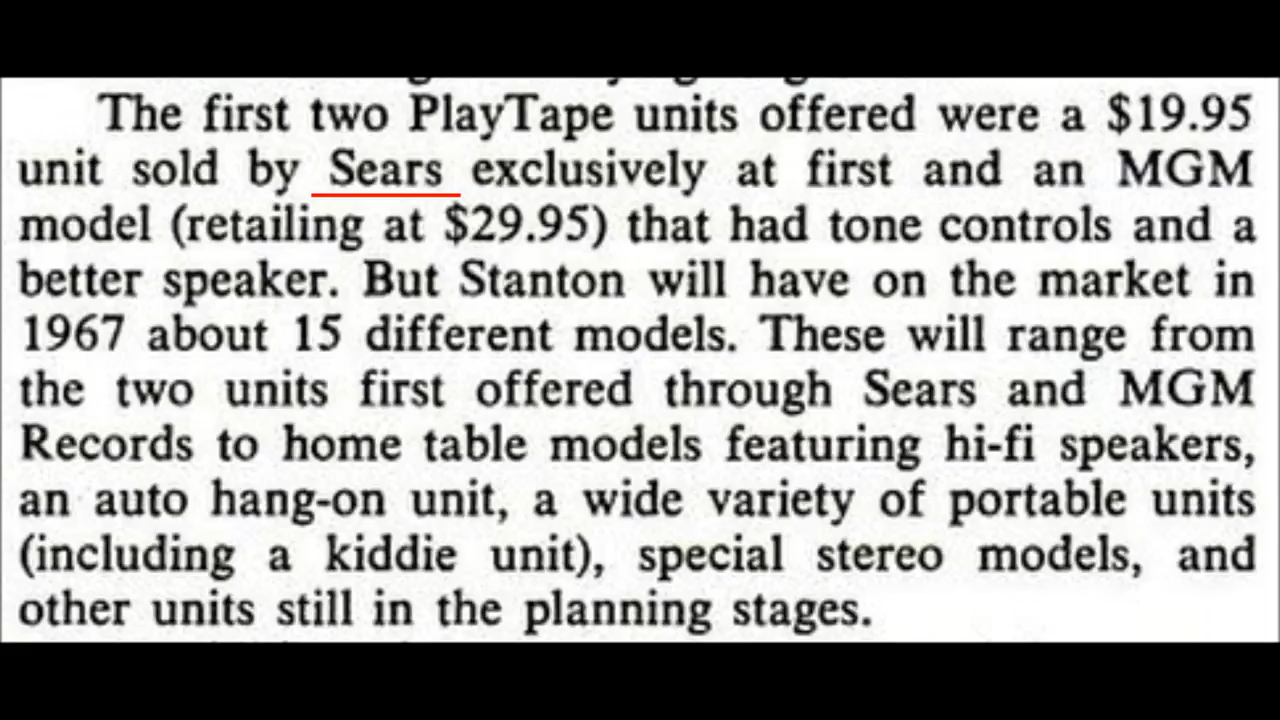 The first two PlayTape units offered were a $19.95
unit sold by Sears exclusively at first and an MGM
model (retailing at $29.95) that had tone controls and a
better speaker. But Stanton will have on the market in
1967 about 15 different models. These will range from
the two units first offered through Sears and MGM
Records to home table models featuring hi-fi speakers,
an auto hang-on unit, a wide variety of portable units
(including a kiddie unit), special stereo models, and
other units still in the planning stages.